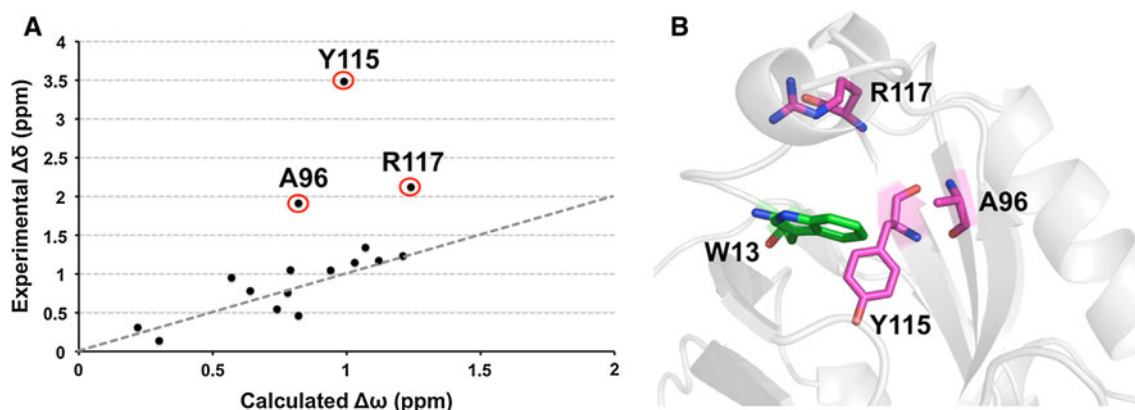 A
4
3.5
3
2.5
2
1.5
1
0.5
0
Experimental Δδ (ppm)
Y115
A96
R117
0 0.5 1 1.5 2
Calculated Δω (ppm)
B
R117
A96
W13
Y115